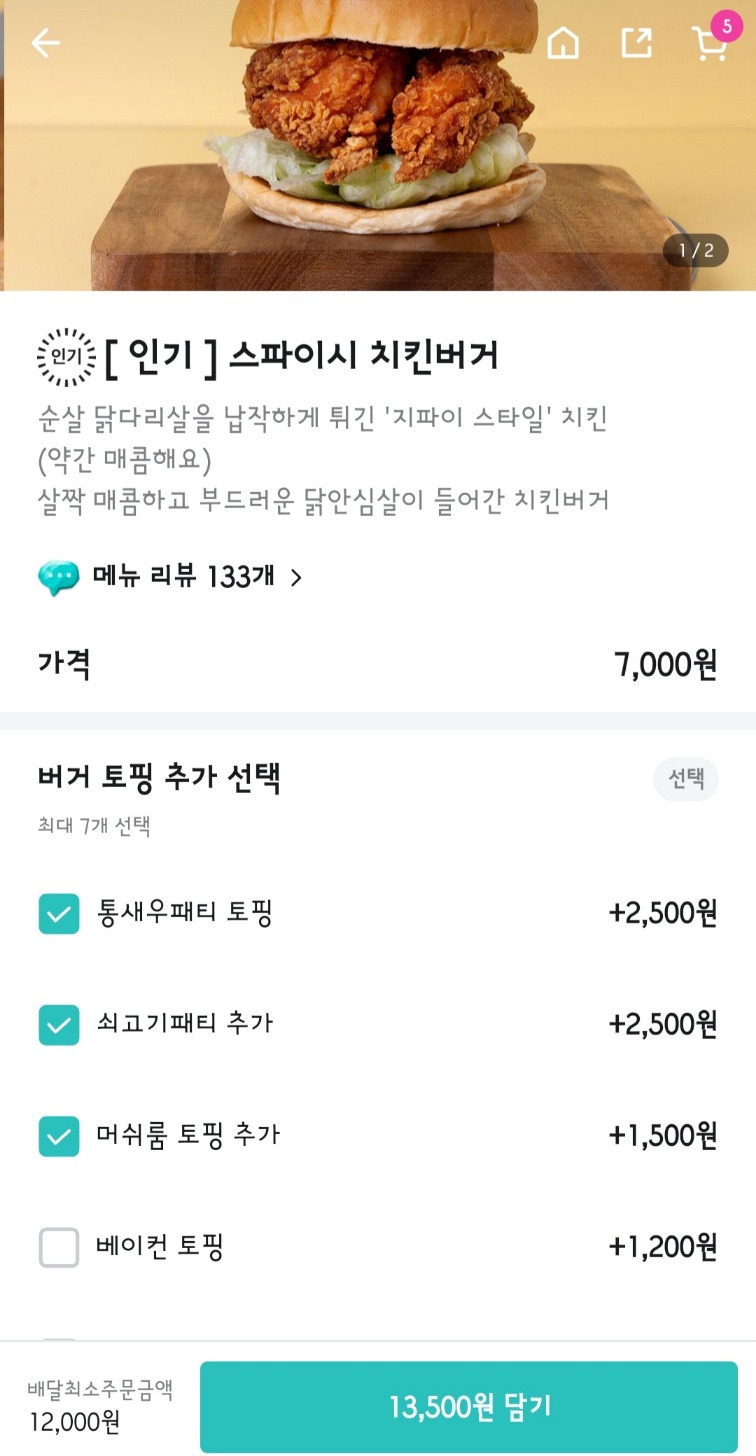 5
1 / 2
인기 [ 인기 ] 스파이시 치킨버거
순살 닭다리살을 납작하게 튀긴 '지파이 스타일' 치킨
(약간 매콤해요)
살짝 매콤하고 부드러운 닭안심살이 들어간 치킨버거
메뉴 리뷰 133개 >
가격 7,000원
버거 토핑 추가 선택 선택
최대 7개 선택
통새우패티 토핑 +2,500원
쇠고기패티 추가 +2,500원
머쉬룸 토핑 추가 +1,500원
베이컨 토핑 +1,200원
배달최소주문금액
12,000원
13,500원 담기